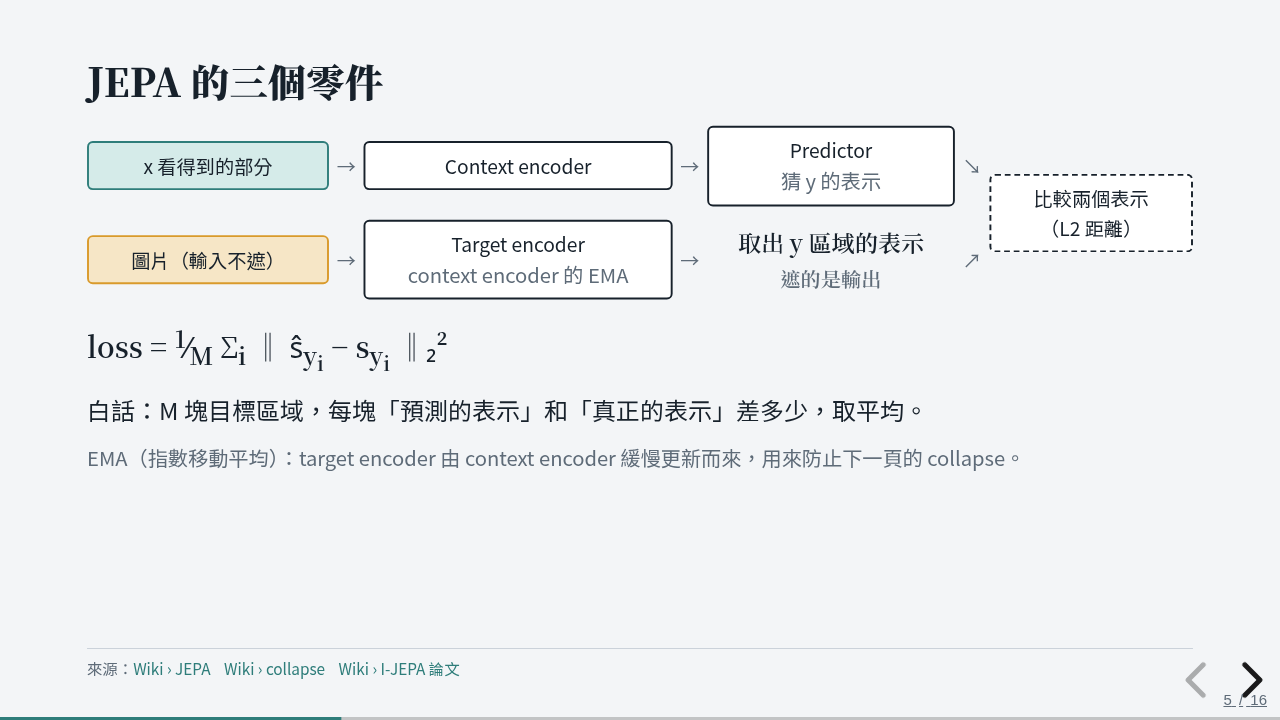 JEPA 的三個零件
x 看得到的部分 → Context encoder → Predictor ↘
猜 y 的表示
圖片（輸入不遮） → Target encoder → 取出 y 區域的表示 ↗
context encoder 的 EMA
遮的是輸出
比較兩個表示
（L2 距離）
loss = ¹⁄M Σi ‖ ŝyi − syi ‖₂²
白話：M 塊目標區域，每塊「預測的表示」和「真正的表示」差多少，取平均。
EMA（指數移動平均）：target encoder 由 context encoder 緩慢更新而來，用來防止下一頁的 collapse。
來源：Wiki › JEPA Wiki › collapse Wiki › I-JEPA 論文
5 / 16